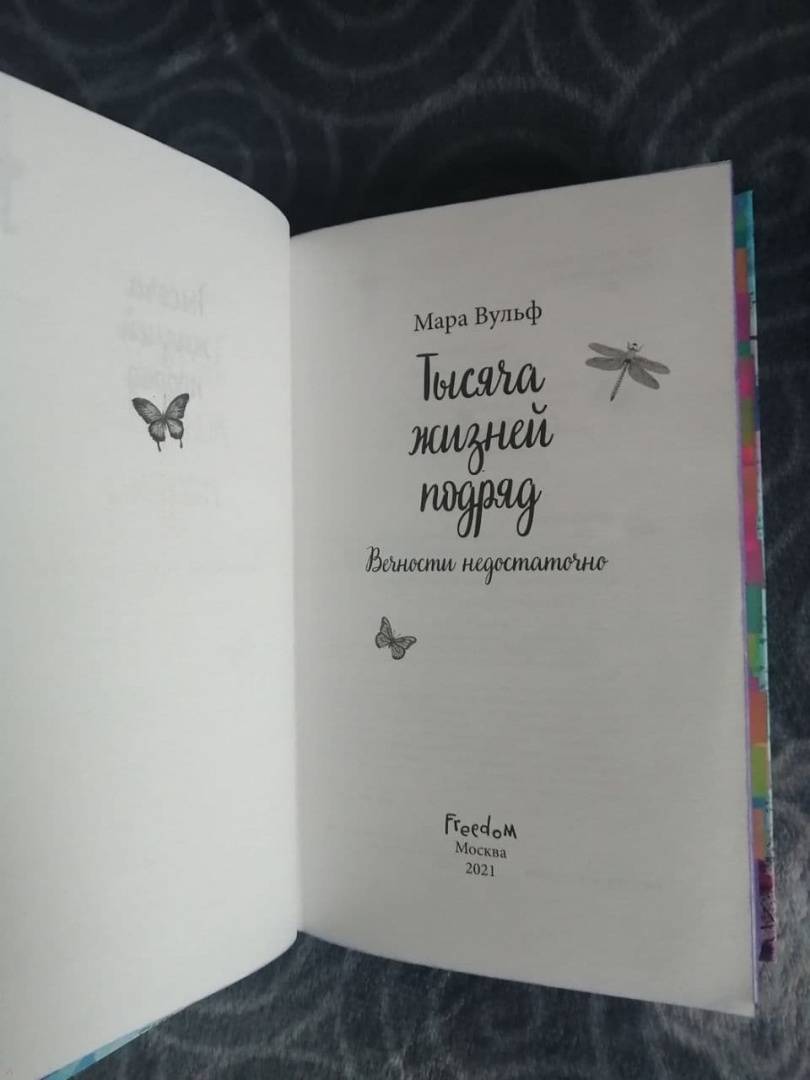 Мара Вульф
Тысяча
жизней
подряд
Вечности недостаточно
Freedom
Москва
2021